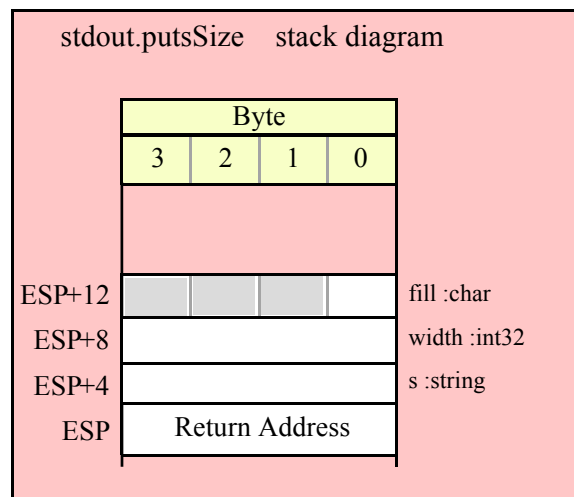 stdout.putsSize stack diagram
Byte
3 2 1 0
ESP+12 fill :char
ESP+8 width :int32
ESP+4 s :string
ESP Return Address